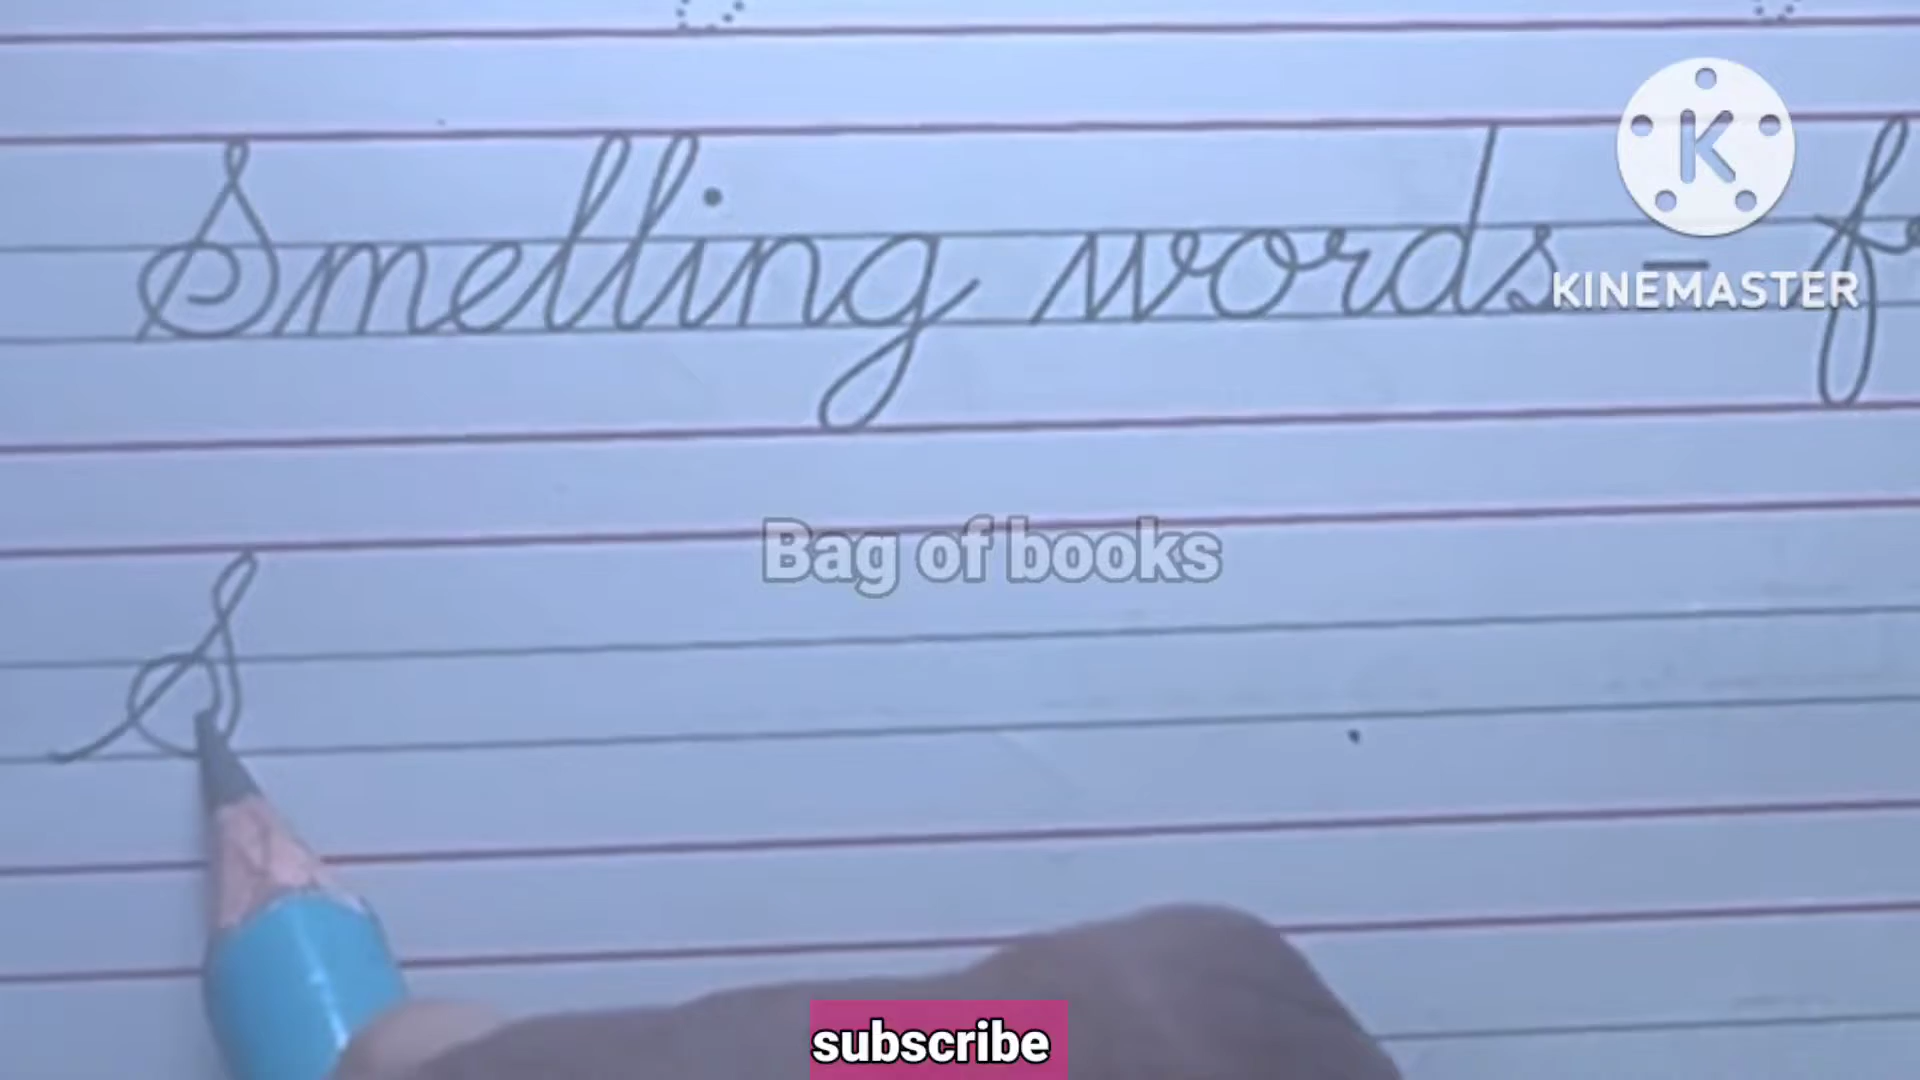 Smelling words -
KINEMASTER
Bag of books
S
subscribe